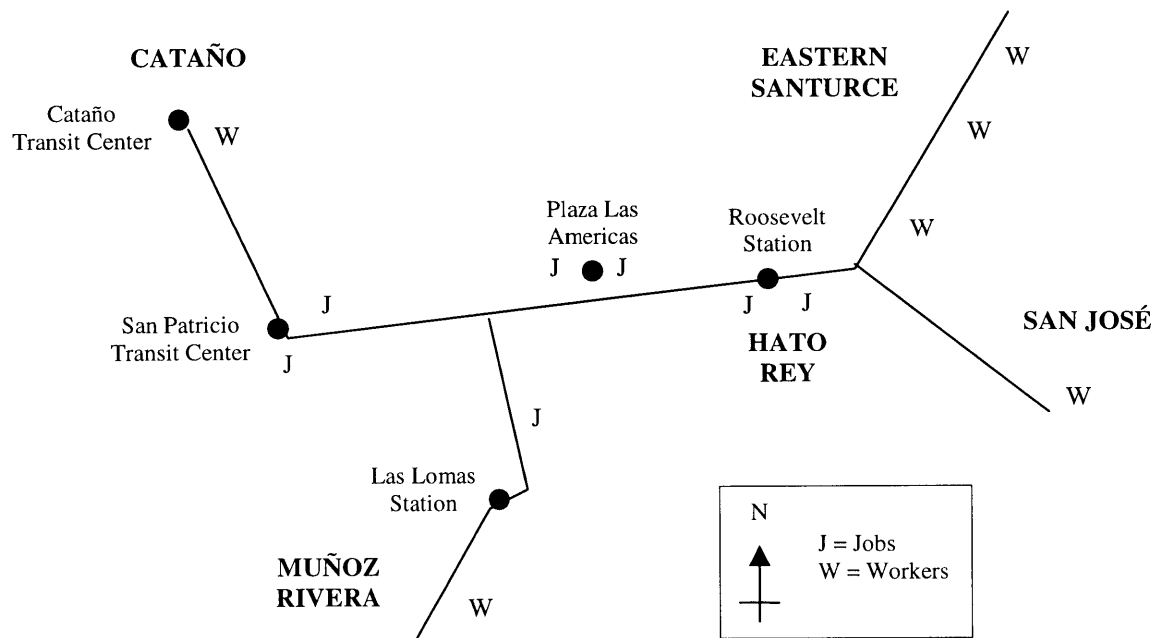 CATAÑO
EASTERN
SANTURCE
W
Cataño
Transit Center
W
W
Plaza Las
Americas
J J
Roosevelt
Station
W
J
J J
San Patricio
Transit Center
J
HATO
REY
SAN JOSÉ
W
J
Las Lomas
Station
MUÑOZ
RIVERA
W
N
J = Jobs
W = Workers